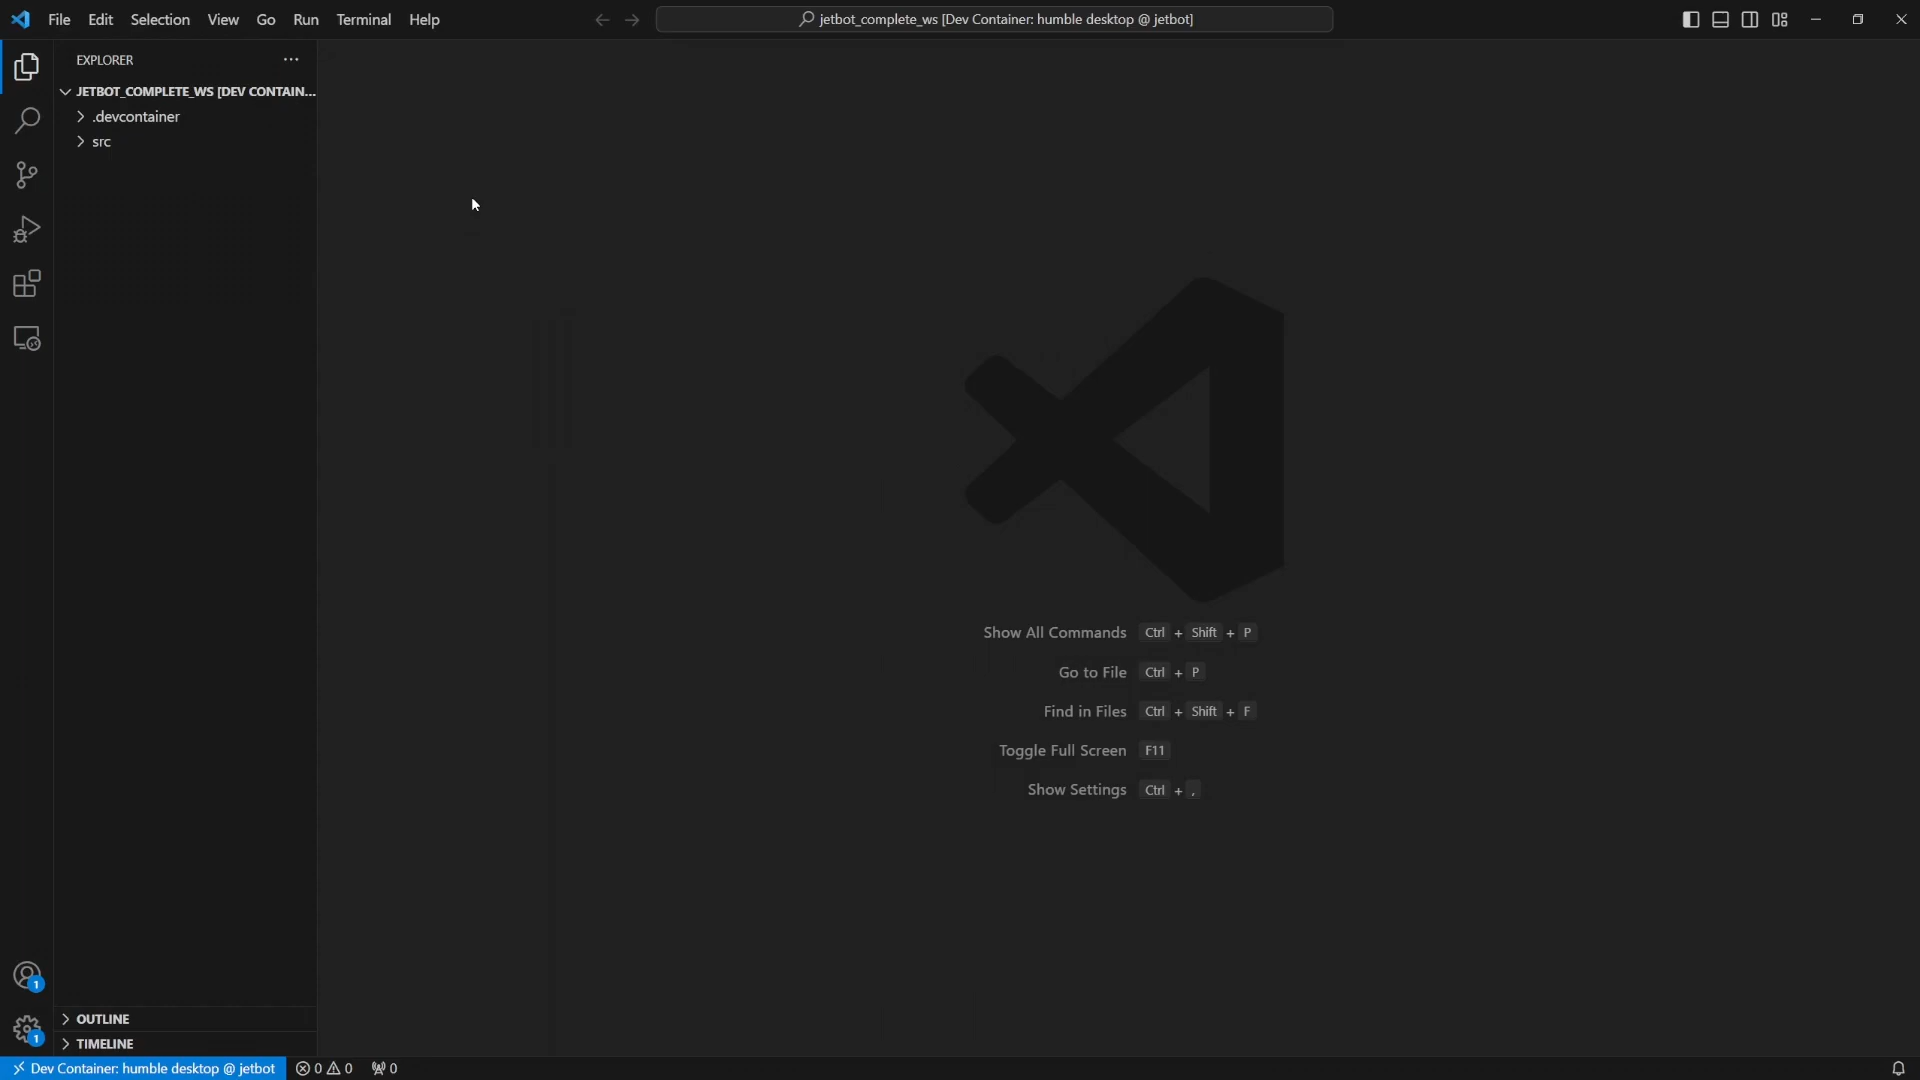 File Edit Selection View Go Run Terminal Help
jetbot_complete_ws [Dev Container: humble desktop @ jetbot]
EXPLORER
JETBOT_COMPLETE_WS [DEV CONTAIN...
.devcontainer
src
Show All Commands Ctrl + Shift + P
Go to File Ctrl + P
Find in Files Ctrl + Shift + F
Toggle Full Screen F11
Show Settings Ctrl + ,
1
OUTLINE
1
TIMELINE
Dev Container: humble desktop @ jetbot 0 0 0